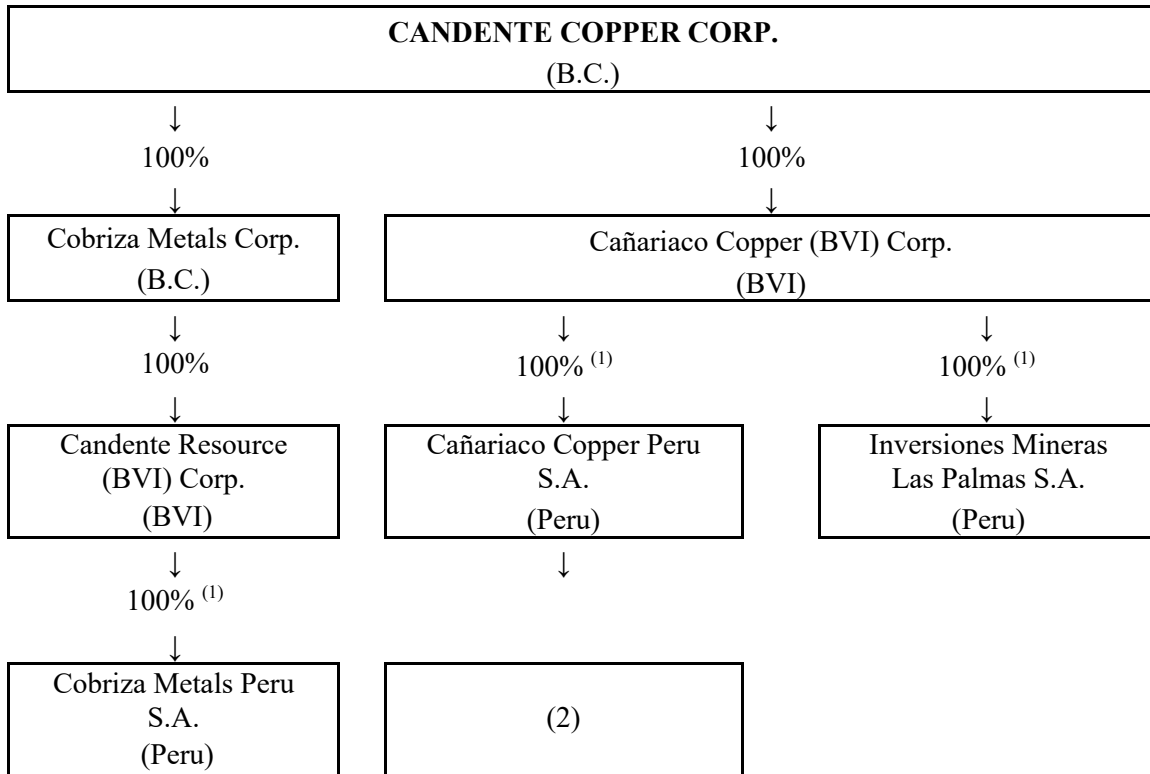 CANDENTE COPPER CORP.
(B.C.)
↓ ↓
100% 100%
↓ ↓
Cobriza Metals Corp.
(B.C.)
Cañariaco Copper (BVI) Corp.
(BVI)
↓ ↓ ↓
100% 100% (1) 100% (1)
↓ ↓ ↓
Candente Resource
(BVI) Corp.
(BVI)
Cañariaco Copper Peru
S.A.
(Peru)
Inversiones Mineras
Las Palmas S.A.
(Peru)
↓ ↓
100% (1)
↓
Cobriza Metals Peru
S.A.
(Peru)
(2)